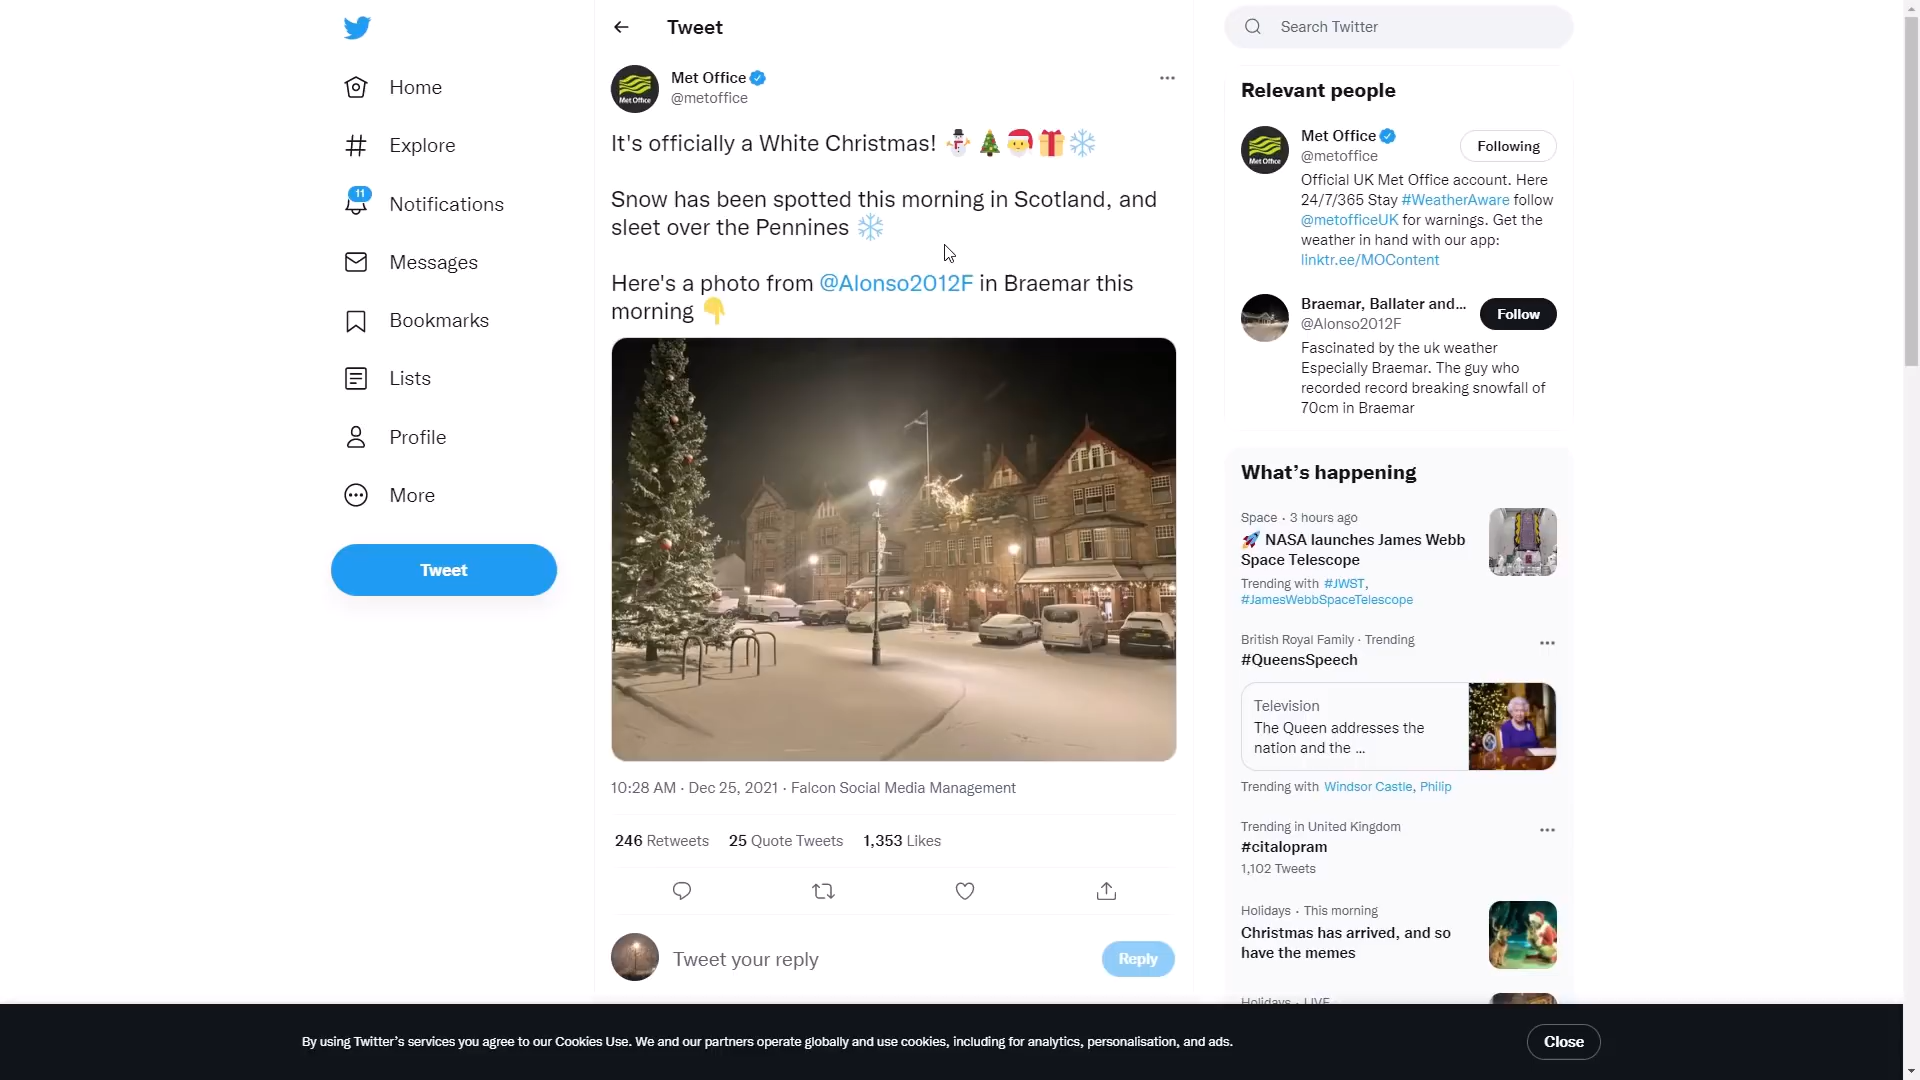 Home
Explore
11
Notifications
Messages
Bookmarks
Lists
Profile
More
Tweet
Tweet
Met Office
Met Office
@metoffice
It's officially a White Christmas! ⛄🎄🎅🎁❄️
Snow has been spotted this morning in Scotland, and
sleet over the Pennines ❄️
Here's a photo from @Alonso2012F in Braemar this
morning 👇
10:28 AM · Dec 25, 2021 · Falcon Social Media Management
246 Retweets 25 Quote Tweets 1,353 Likes
Tweet your reply
Reply
Search Twitter
Relevant people
Met Office
Met Office
@metoffice
Following
Official UK Met Office account. Here
24/7/365 Stay #WeatherAware follow
@metofficeUK for warnings. Get the
weather in hand with our app:
linktr.ee/MOContent
Braemar, Ballater and...
@Alonso2012F
Follow
Fascinated by the uk weather
Especially Braemar. The guy who
recorded record breaking snowfall of
70cm in Braemar
What's happening
Space · 3 hours ago
🚀 NASA launches James Webb
Space Telescope
Trending with #JWST,
#JamesWebbSpaceTelescope
British Royal Family · Trending
#QueensSpeech
Television
The Queen addresses the
nation and the ...
Trending with Windsor Castle, Philip
Trending in United Kingdom
#citalopram
1,102 Tweets
Holidays · This morning
Christmas has arrived, and so
have the memes
Holidays · LIVE
By using Twitter's services you agree to our Cookies Use. We and our partners operate globally and use cookies, including for analytics, personalisation, and ads.
Close